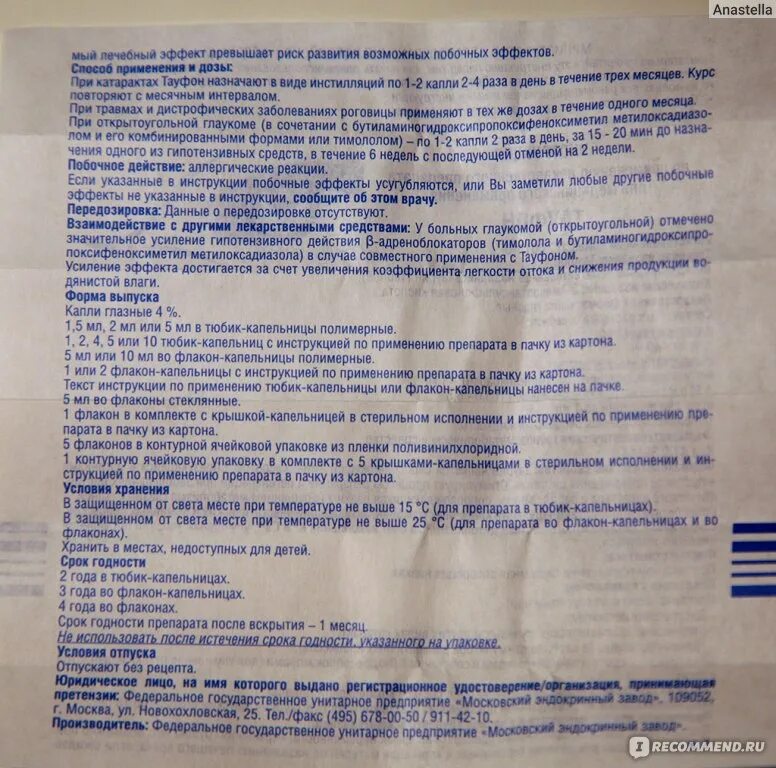 Anastella
мый лечебный эффект превышает риск развития возможных побочных эффектов.
Способ применения и дозы:
При катарактах Тауфон назначают в виде инстилляций по 1-2 капли 2-4 раза в день в течение трех месяцев. Курс
повторяют с месячным интервалом.
При травмах и дистрофических заболеваниях роговицы применяют в тех же дозах в течение одного месяца.
При открытоугольной глаукоме (в сочетании с бутиламиногидроксипропоксифеноксиметил метилоксадиазо-
лом и его комбинированными формами или тимололом) – по 1-2 капли 2 раза в день, за 15 - 20 мин до назна-
чения одного из гипотензивных средств, в течение 6 недель с последующей отменой на 2 недели.
Побочное действие: аллергические реакции.
Если указанные в инструкции побочные эффекты усугубляются, или Вы заметили любые другие побочные
эффекты не указанные в инструкции, сообщите об этом врачу.
Передозировка: Данные о передозировке отсутствуют.
Взаимодействие с другими лекарственными средствами: У больных глаукомой (открытоугольной) отмечено
значительное усиление гипотензивного действия β-адреноблокаторов (тимолола и бутиламиногидроксипро-
поксифеноксиметил метилоксадиазола) в случае совместного применения с Тауфоном.
Усиление эффекта достигается за счет увеличения коэффициента легкости оттока и снижения продукции во-
дянистой влаги.
Форма выпуска
Капли глазные 4 %.
1,5 мл, 2 мл или 5 мл в тюбик-капельницы полимерные.
1, 2, 4, 5 или 10 тюбик-капельниц с инструкцией по применению препарата в пачку из картона.
5 мл или 10 мл во флакон-капельницы полимерные.
1 или 2 флакон-капельницы с инструкцией по применению препарата в пачку из картона.
Текст инструкции по применению тюбик-капельницы или флакон-капельницы нанесен на пачке.
5 мл во флаконы стеклянные.
1 флакон в комплекте с крышкой-капельницей в стерильном исполнении и инструкцией по применению пре-
парата в пачку из картона.
5 флаконов в контурной ячейковой упаковке из пленки поливинилхлоридной.
1 контурную ячейковую упаковку в комплекте с 5 крышками-капельницами в стерильном исполнении и ин-
струкцией по применению препарата в пачку из картона.
Условия хранения
В защищенном от света месте при температуре не выше 15 °С (для препарата в тюбик-капельницах).
В защищенном от света месте при температуре не выше 25 °С (для препарата во флакон-капельницах и во
флаконах).
Хранить в местах, недоступных для детей.
Срок годности
2 года в тюбик-капельницах.
3 года во флакон-капельницах.
4 года во флаконах.
Срок годности препарата после вскрытия – 1 месяц.
Не использовать после истечения срока годности, указанного на упаковке.
Условия отпуска
Отпускают без рецепта.
Юридическое лицо, на имя которого выдано регистрационное удостоверение/организация, принимающая
претензии: Федеральное государственное унитарное предприятие «Московский эндокринный завод». 109052,
г. Москва, ул. Новохохловская, 25. Тел./факс (495) 678-00-50 / 911-42-10.
Производитель: Федеральное государственное унитарное предприятие «Московский эндокринный завод».
I RECOMMEND.RU